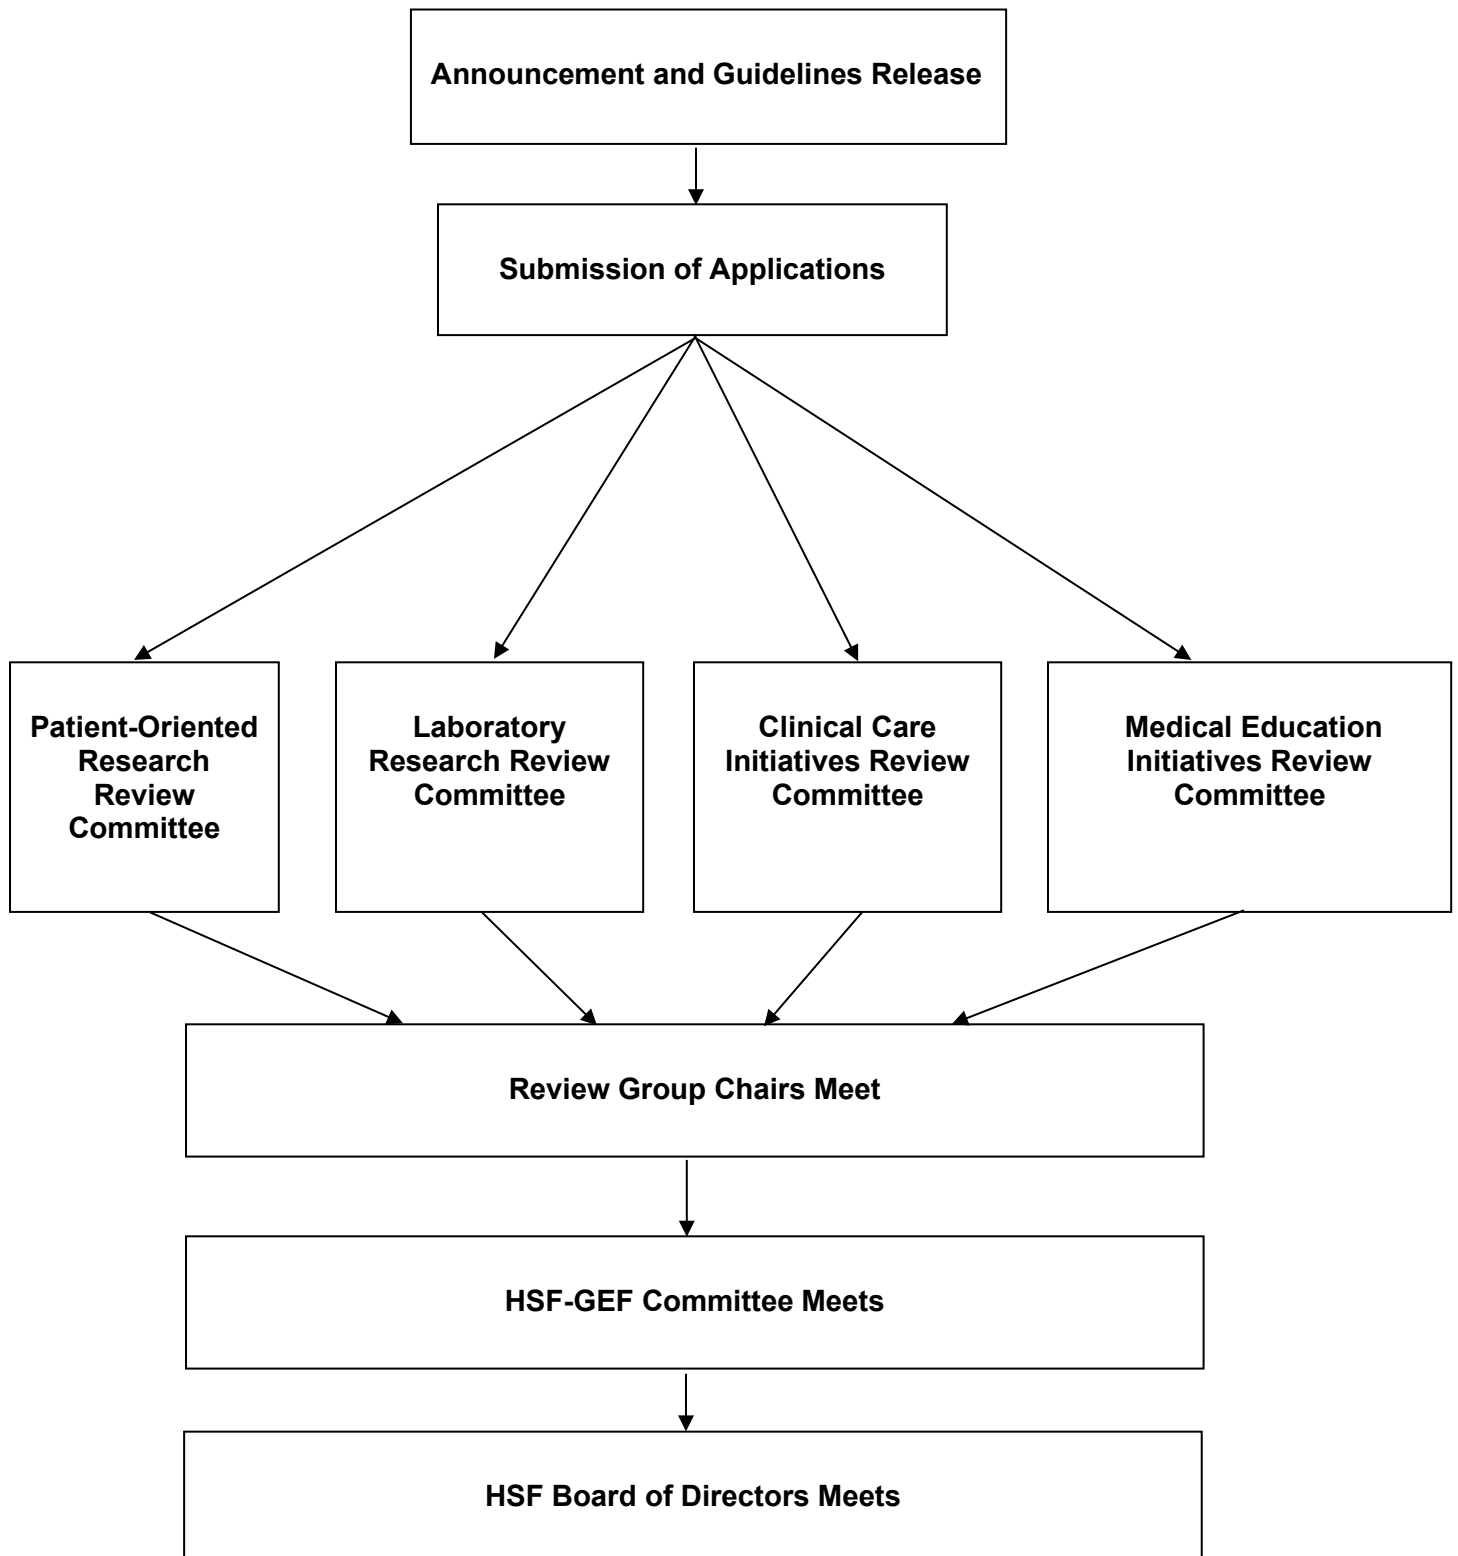 Announcement and Guidelines Release
Submission of Applications
Patient-Oriented
Research
Review
Committee
Laboratory
Research Review
Committee
Clinical Care
Initiatives Review
Committee
Medical Education
Initiatives Review
Committee
Review Group Chairs Meet
HSF-GEF Committee Meets
HSF Board of Directors Meets